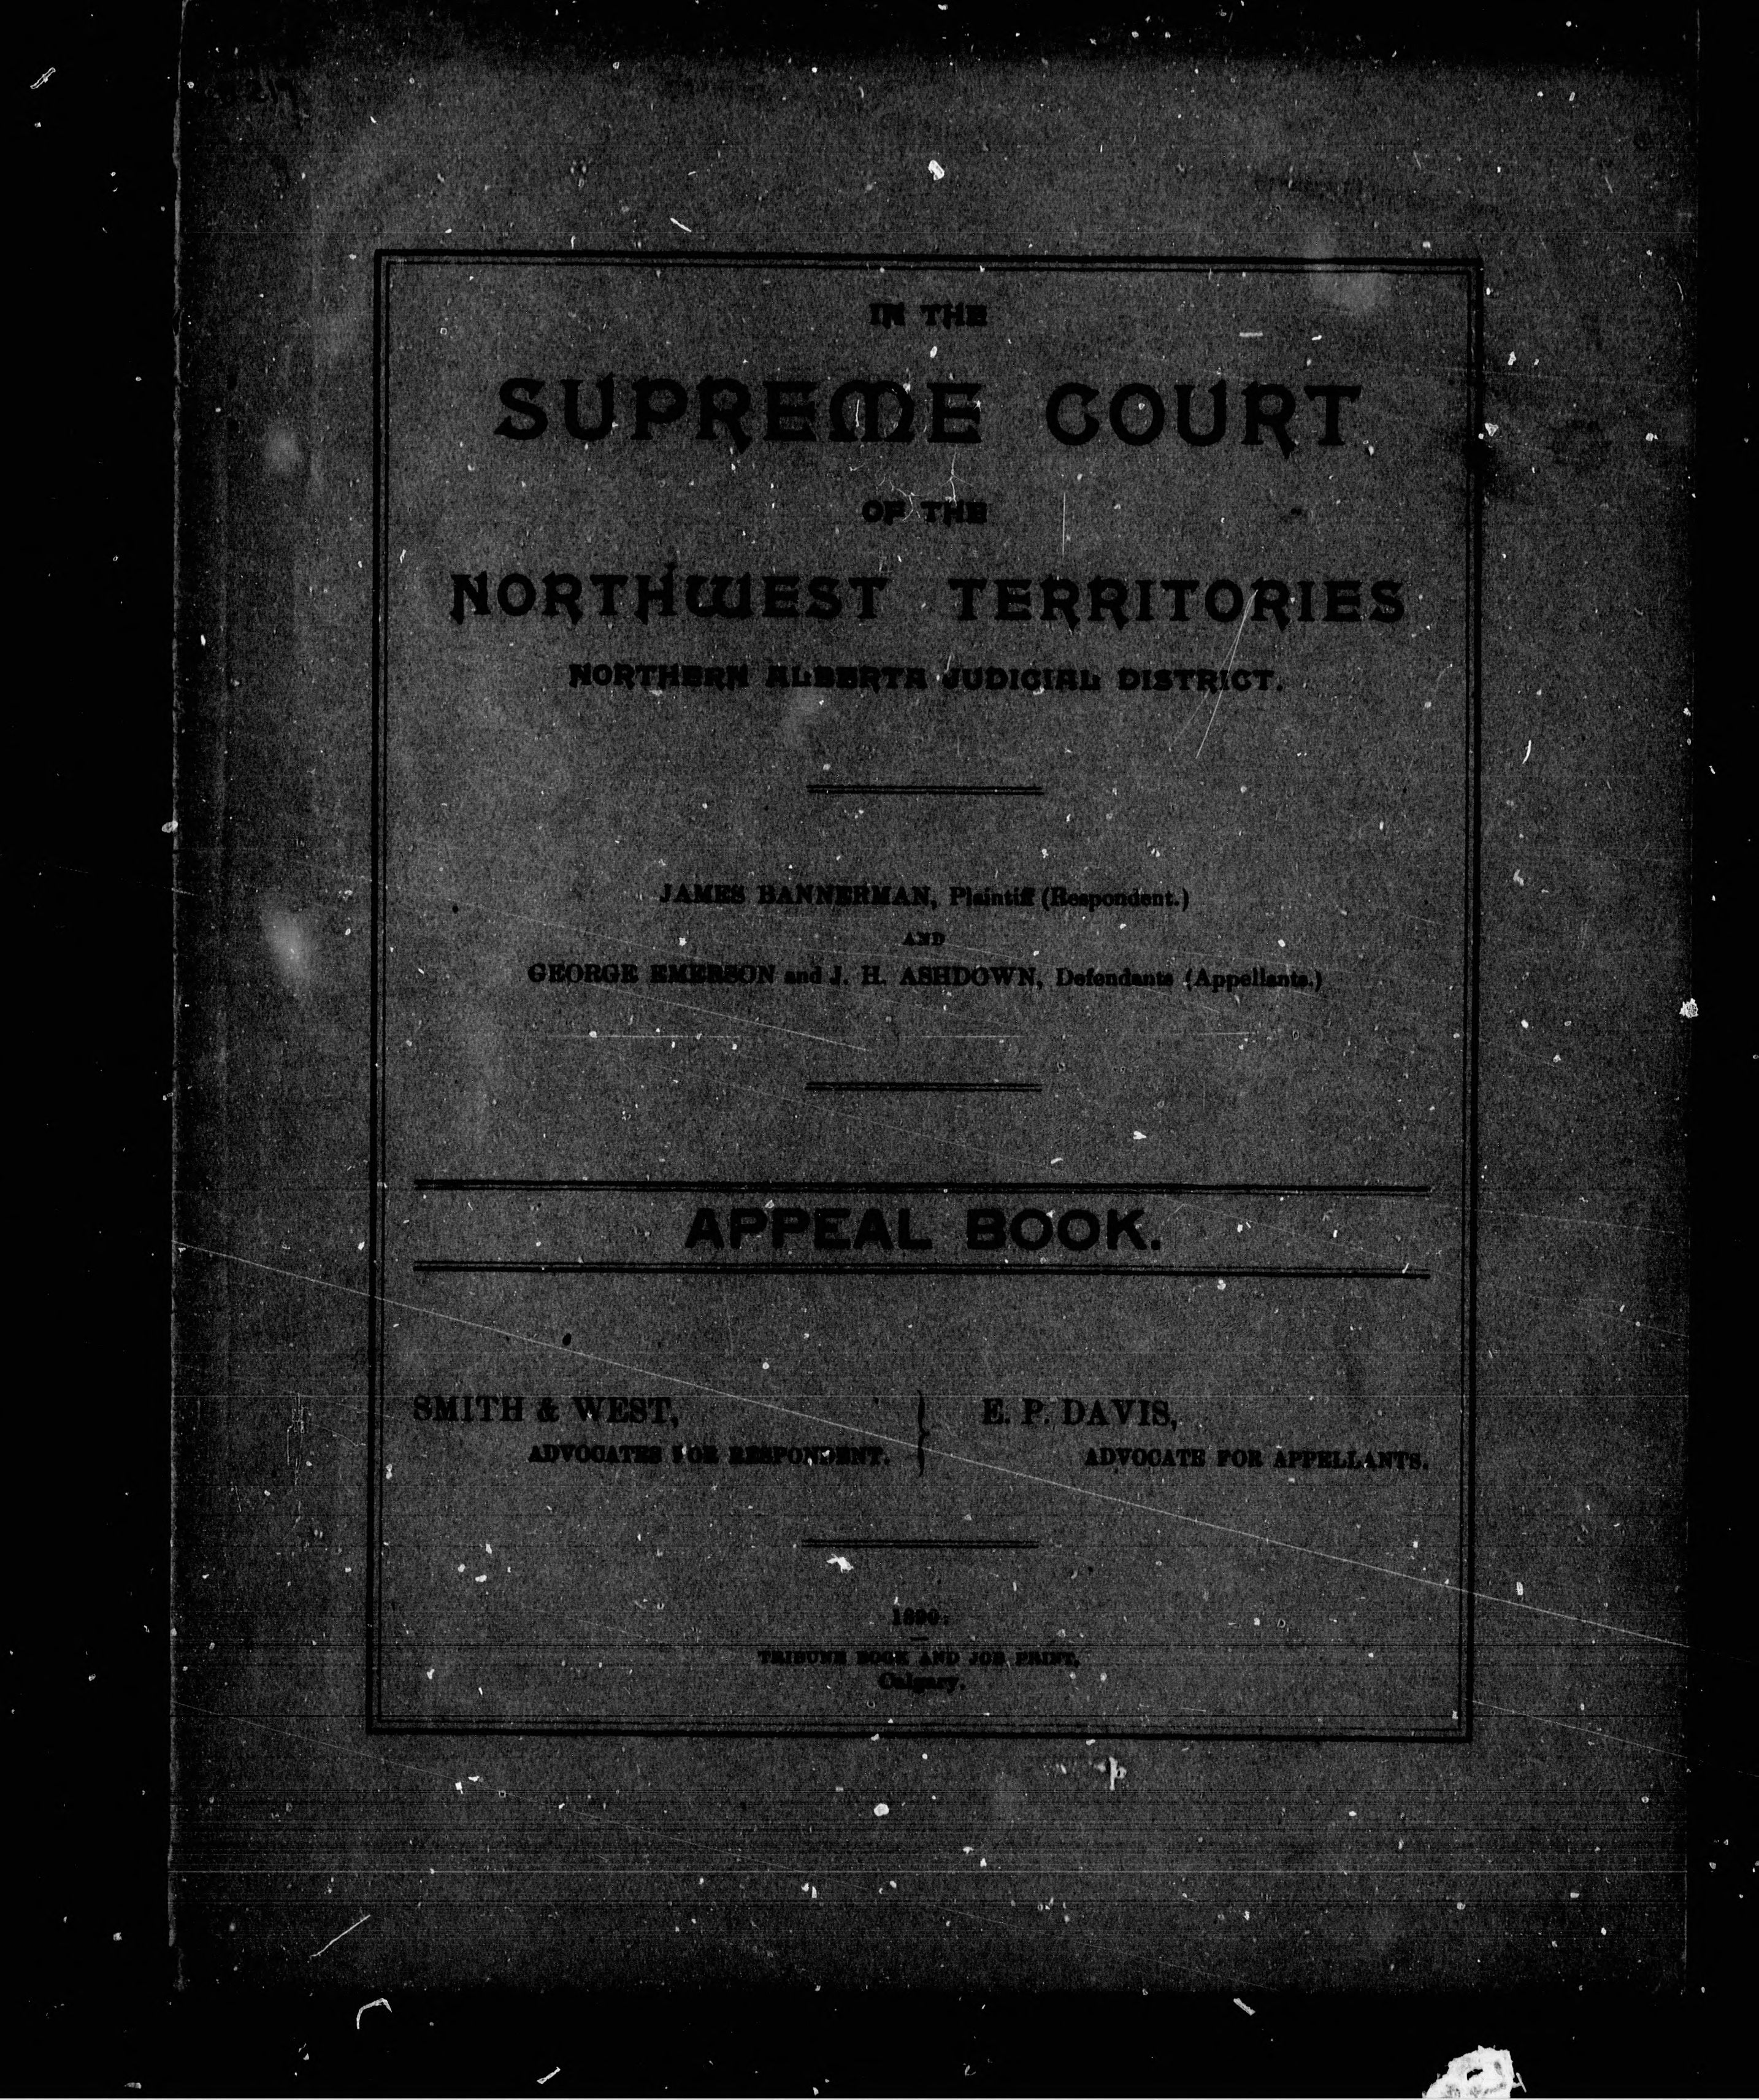 IN THE
SUPREME COURT
OF THE
NORTHWEST TERRITORIES
NORTHERN ALBERTA JUDICIAL DISTRICT.
JAMES BANNERMAN, Plaintiff (Respondent.)
AND
GEORGE EMERSON and J. H. ASHDOWN, Defendants (Appellants.)
APPEAL BOOK.
SMITH & WEST,
ADVOCATES FOR RESPONDENT.
E. P. DAVIS,
ADVOCATE FOR APPELLANTS.
1890.
TRIBUNE BOOK AND JOB PRINT,
Calgary.